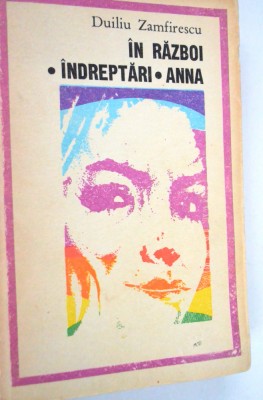 Duiliu Zamfirescu
ÎN RĂZBOI
• ÎNDREPTĂRI • ANNA